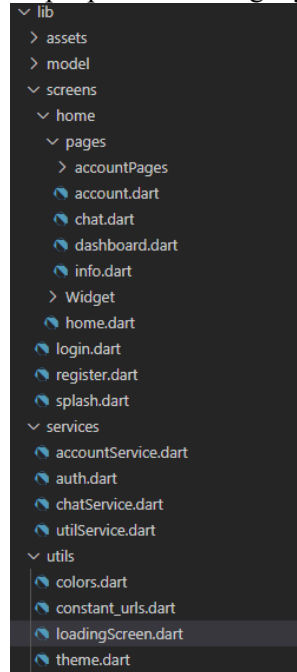 lib
assets
model
screens
home
pages
accountPages
account.dart
chat.dart
dashboard.dart
info.dart
Widget
home.dart
login.dart
register.dart
splash.dart
services
accountService.dart
auth.dart
chatService.dart
utilService.dart
utils
colors.dart
constant_urls.dart
loadingScreen.dart
theme.dart